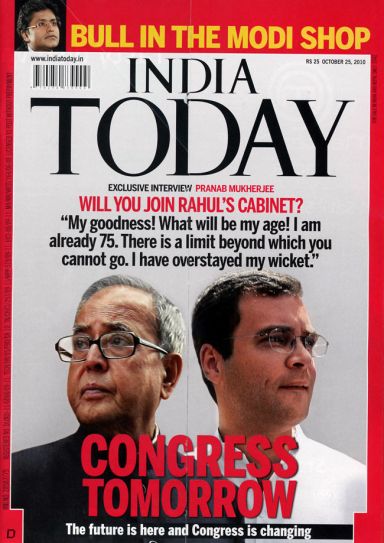 BULL IN THE MODI SHOP
www.indiatoday.in
RS 25 OCTOBER 25, 2010
INDIA
TODAY
EXCLUSIVE INTERVIEW PRANAB MUKHERJEE
WILL YOU JOIN RAHUL'S CABINET?
“My goodness! What will be my age! I am
already 75. There is a limit beyond which you
cannot go. I have overstayed my wicket.”
CONGRESS
TOMORROW
The future is here and Congress is changing